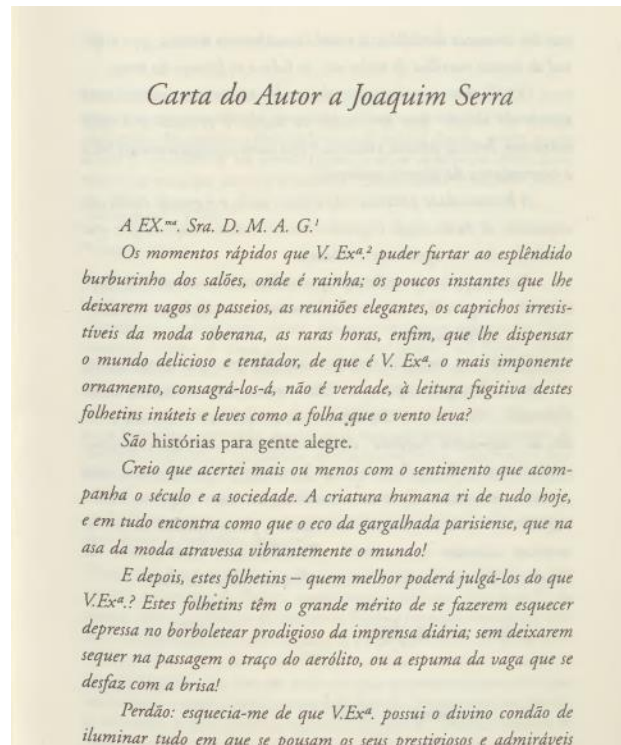 Carta do Autor a Joaquim Serra
A EX.ᵐᵃ. Sra. D. M. A. G.¹
Os momentos rápidos que V. Exª.² puder furtar ao esplêndido
burburinho dos salões, onde é rainha; os poucos instantes que lhe
deixarem vagos os passeios, as reuniões elegantes, os caprichos irresis-
tíveis da moda soberana, as raras horas, enfim, que lhe dispensar
o mundo delicioso e tentador, de que é V. Exª. o mais imponente
ornamento, consagrá-los-á, não é verdade, à leitura fugitiva destes
folhetins inúteis e leves como a folha que o vento leva?
São histórias para gente alegre.
Creio que acertei mais ou menos com o sentimento que acom-
panha o século e a sociedade. A criatura humana ri de tudo hoje,
e em tudo encontra como que o eco da gargalhada parisiense, que na
asa da moda atravessa vibrantemente o mundo!
E depois, estes folhetins – quem melhor poderá julgá-los do que
V.Exª.? Estes folhetins têm o grande mérito de se fazerem esquecer
depressa no borboletear prodigioso da imprensa diária; sem deixarem
sequer na passagem o traço do aerólito, ou a espuma da vaga que se
desfaz com a brisa!
Perdão: esquecia-me de que V.Exª. possui o divino condão de
iluminar tudo em que se pousam os seus prestigiosos e admiráveis